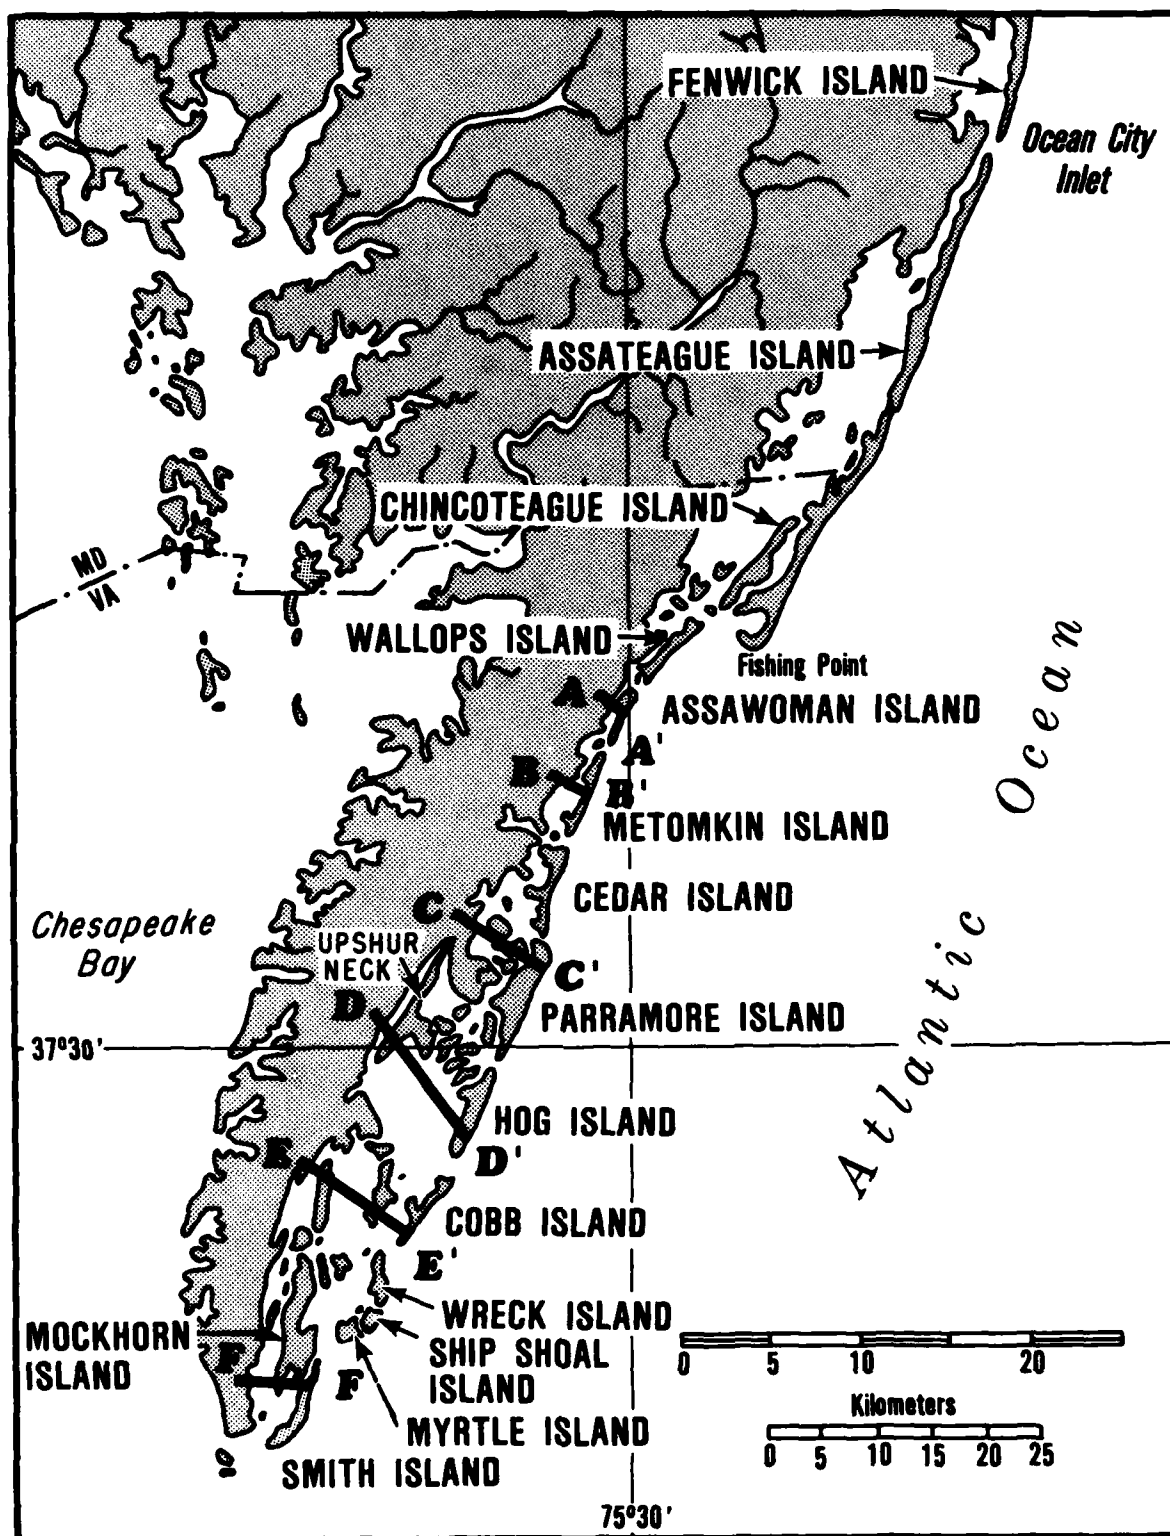 FENWICK ISLAND
Ocean City
Inlet
ASSATEAGUE ISLAND
CHINCOTEAGUE ISLAND
MD
VA
WALLOPS ISLAND
Fishing Point
A
ASSAWOMAN ISLAND
A'
B
B'
METOMKIN ISLAND
CEDAR ISLAND
C
Chesapeake
Bay
UPSHUR
NECK
C'
D
PARRAMORE ISLAND
37°30'
Atlantic Ocean
HOG ISLAND
D'
E
COBB ISLAND
E'
WRECK ISLAND
MOCKHORN
ISLAND
SHIP SHOAL
ISLAND
F
F
MYRTLE ISLAND
SMITH ISLAND
0 5 10 20
Kilometers
0 5 10 15 20 25
75°30'